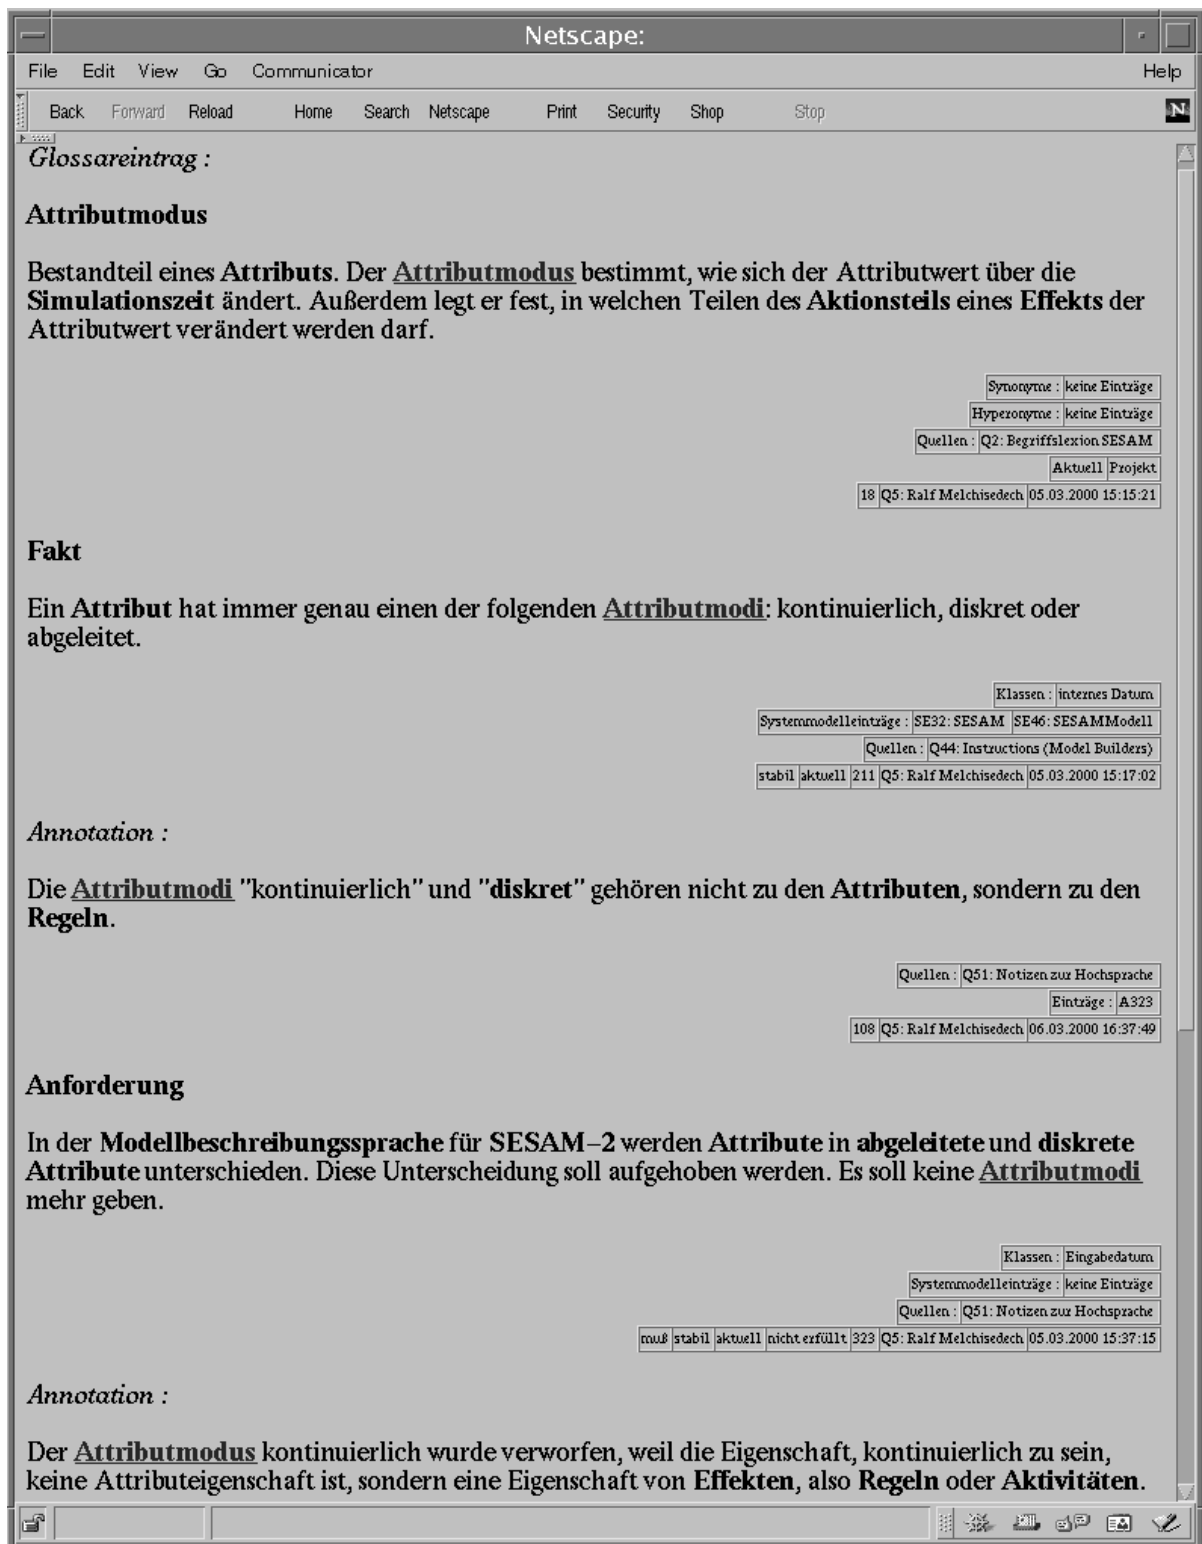 Netscape:
File Edit View Go Communicator Help
Back Forward Reload Home Search Netscape Print Security Shop Stop N
Glossareintrag :
Attributmodus
Bestandteil eines Attributs. Der Attributmodus bestimmt, wie sich der Attributwert über die
Simulationszeit ändert. Außerdem legt er fest, in welchen Teilen des Aktionsteils eines Effekts der
Attributwert verändert werden darf.
Synonyme : keine Einträge
Hyperonyme : keine Einträge
Quellen : Q2: Begriffslexion SESAM
Aktuell Projekt
18 Q5: Ralf Melchisedech 05.03.2000 15:15:21
Fakt
Ein Attribut hat immer genau einen der folgenden Attributmodi: kontinuierlich, diskret oder
abgeleitet.
Klassen : internes Datum
Systemmodelleinträge : SE32: SESAM SE46: SESAMModell
Quellen : Q44: Instructions (Model Builders)
stabil aktuell 211 Q5: Ralf Melchisedech 05.03.2000 15:17:02
Annotation :
Die Attributmodi "kontinuierlich" und "diskret" gehören nicht zu den Attributen, sondern zu den
Regeln.
Quellen : Q51: Notizen zur Hochsprache
Einträge : A323
108 Q5: Ralf Melchisedech 06.03.2000 16:37:49
Anforderung
In der Modellbeschreibungssprache für SESAM-2 werden Attribute in abgeleitete und diskrete
Attribute unterschieden. Diese Unterscheidung soll aufgehoben werden. Es soll keine Attributmodi
mehr geben.
Klassen : Eingabedatum
Systemmodelleinträge : keine Einträge
Quellen : Q51: Notizen zur Hochsprache
muß stabil aktuell nicht erfüllt 323 Q5: Ralf Melchisedech 05.03.2000 15:37:15
Annotation :
Der Attributmodus kontinuierlich wurde verworfen, weil die Eigenschaft, kontinuierlich zu sein,
keine Attributeigenschaft ist, sondern eine Eigenschaft von Effekten, also Regeln oder Aktivitäten.